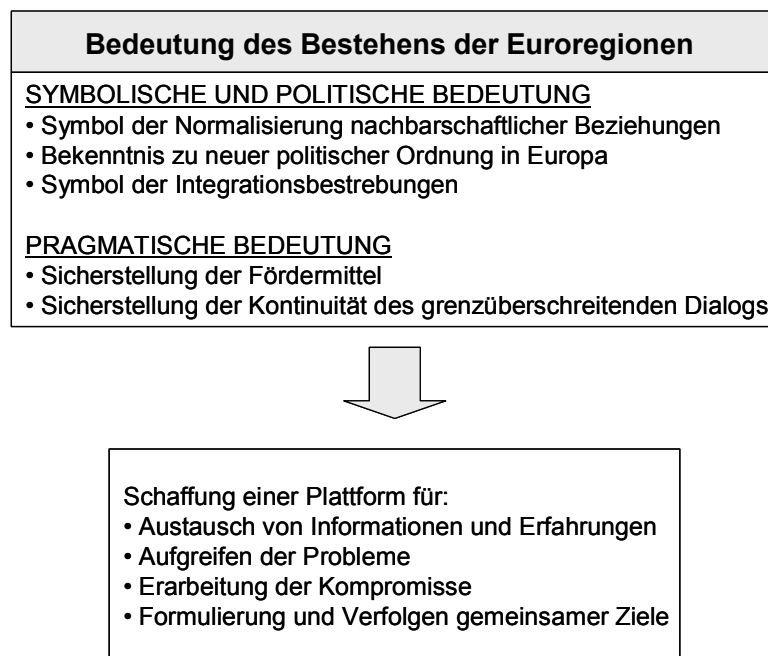 Bedeutung des Bestehens der Euroregionen
SYMBOLISCHE UND POLITISCHE BEDEUTUNG
• Symbol der Normalisierung nachbarschaftlicher Beziehungen
• Bekenntnis zu neuer politischer Ordnung in Europa
• Symbol der Integrationsbestrebungen
PRAGMATISCHE BEDEUTUNG
• Sicherstellung der Fördermittel
• Sicherstellung der Kontinuität des grenzüberschreitenden Dialogs
Schaffung einer Plattform für:
• Austausch von Informationen und Erfahrungen
• Aufgreifen der Probleme
• Erarbeitung der Kompromisse
• Formulierung und Verfolgen gemeinsamer Ziele